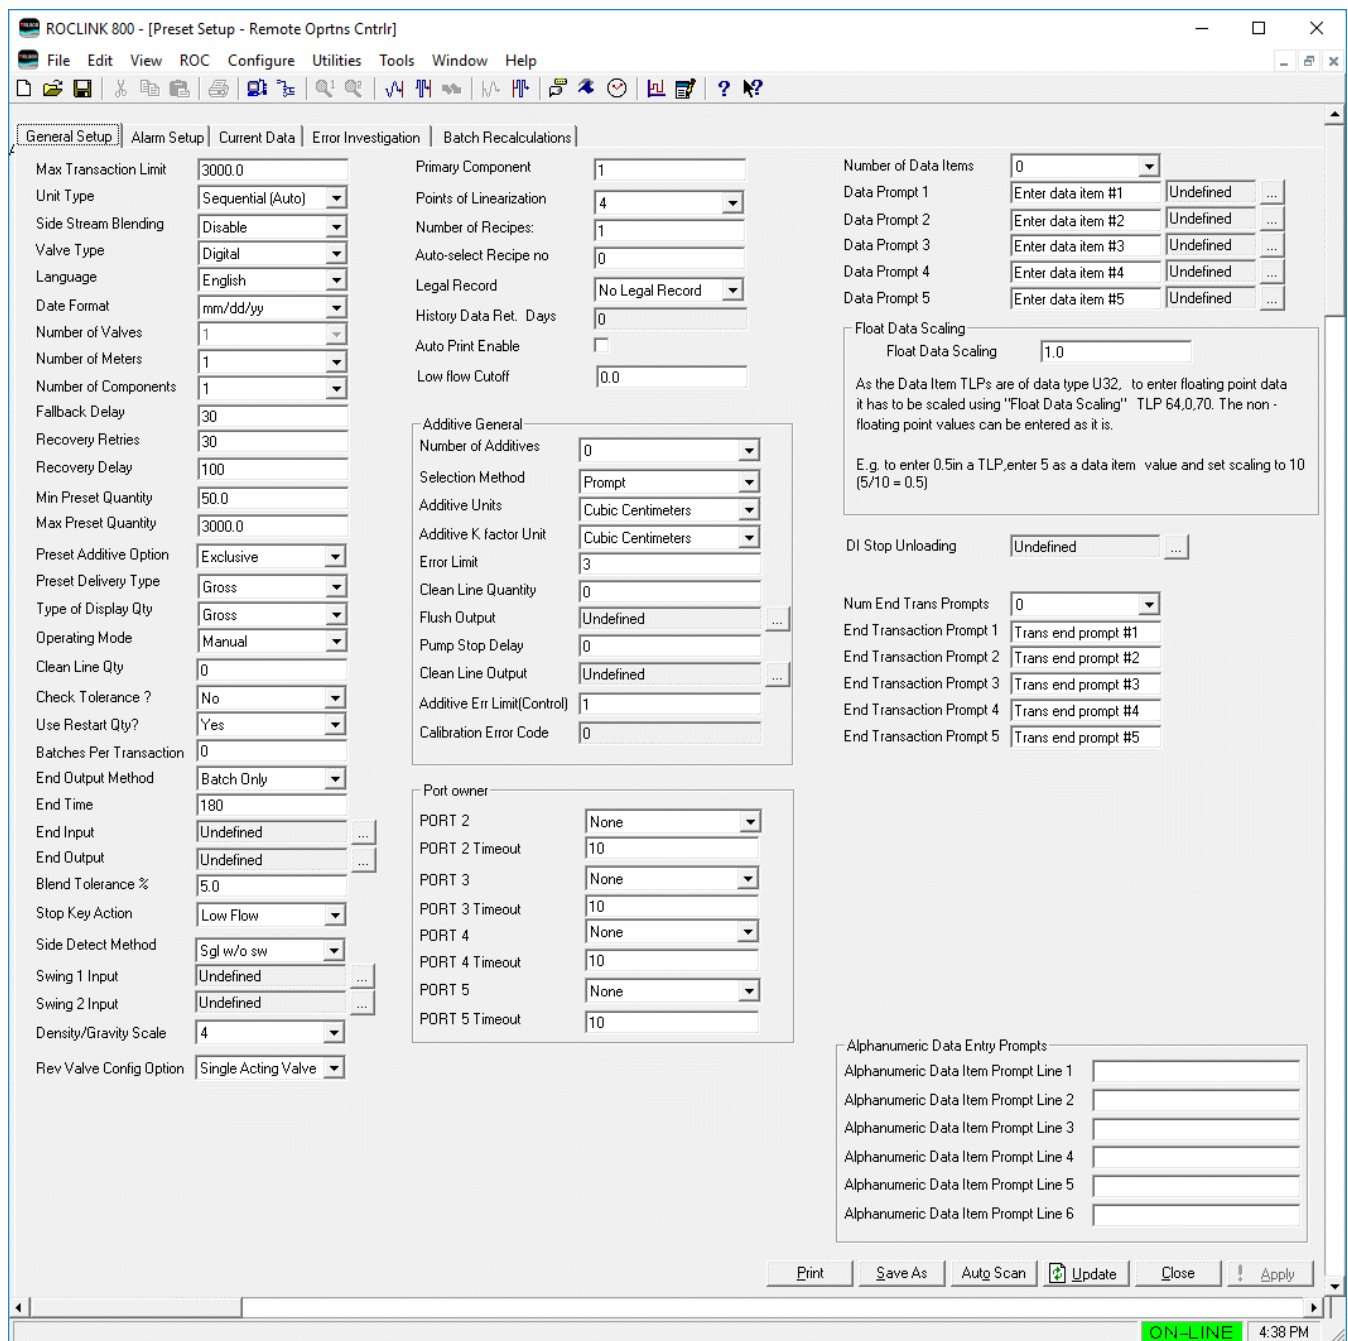 ROCLINK 800 - [Preset Setup - Remote Oprtns Cntrlr]
File Edit View ROC Configure Utilities Tools Window Help
General Setup Alarm Setup Current Data Error Investigation Batch Recalculations
Max Transaction Limit 3000.0
Unit Type Sequential (Auto)
Side Stream Blending Disable
Valve Type Digital
Language English
Date Format mm/dd/yy
Number of Valves 1
Number of Meters 1
Number of Components 1
Fallback Delay 30
Recovery Retries 30
Recovery Delay 100
Min Preset Quantity 50.0
Max Preset Quantity 3000.0
Preset Additive Option Exclusive
Preset Delivery Type Gross
Type of Display Qty Gross
Operating Mode Manual
Clean Line Qty 0
Check Tolerance ? No
Use Restart Qty? Yes
Batches Per Transaction 0
End Output Method Batch Only
End Time 180
End Input Undefined ...
End Output Undefined ...
Blend Tolerance % 5.0
Stop Key Action Low Flow
Side Detect Method Sgl w/o sw
Swing 1 Input Undefined ...
Swing 2 Input Undefined ...
Density/Gravity Scale 4
Rev Valve Config Option Single Acting Valve
Primary Component 1
Points of Linearization 4
Number of Recipes: 1
Auto-select Recipe no 0
Legal Record No Legal Record
History Data Ret. Days 0
Auto Print Enable
Low flow Cutoff 0.0
Additive General
Number of Additives 0
Selection Method Prompt
Additive Units Cubic Centimeters
Additive K factor Unit Cubic Centimeters
Error Limit 3
Clean Line Quantity 0
Flush Output Undefined ...
Pump Stop Delay 0
Clean Line Output Undefined ...
Additive Err Limit(Control) 1
Calibration Error Code 0
Port owner
PORT 2 None
PORT 2 Timeout 10
PORT 3 None
PORT 3 Timeout 10
PORT 4 None
PORT 4 Timeout 10
PORT 5 None
PORT 5 Timeout 10
Number of Data Items 0
Data Prompt 1 Enter data item #1 Undefined ...
Data Prompt 2 Enter data item #2 Undefined ...
Data Prompt 3 Enter data item #3 Undefined ...
Data Prompt 4 Enter data item #4 Undefined ...
Data Prompt 5 Enter data item #5 Undefined ...
Float Data Scaling
Float Data Scaling 1.0
As the Data Item TLPs are of data type U32, to enter floating point data
it has to be scaled using "Float Data Scaling" TLP 64,0,70. The non -
floating point values can be entered as it is.
E.g. to enter 0.5in a TLP,enter 5 as a data item value and set scaling to 10
(5/10 = 0.5)
DI Stop Unloading Undefined ...
Num End Trans Prompts 0
End Transaction Prompt 1 Trans end prompt #1
End Transaction Prompt 2 Trans end prompt #2
End Transaction Prompt 3 Trans end prompt #3
End Transaction Prompt 4 Trans end prompt #4
End Transaction Prompt 5 Trans end prompt #5
Alphanumeric Data Entry Prompts
Alphanumeric Data Item Prompt Line 1
Alphanumeric Data Item Prompt Line 2
Alphanumeric Data Item Prompt Line 3
Alphanumeric Data Item Prompt Line 4
Alphanumeric Data Item Prompt Line 5
Alphanumeric Data Item Prompt Line 6
Print Save As Auto Scan Update Close ! Apply
ON-LINE 4:38 PM